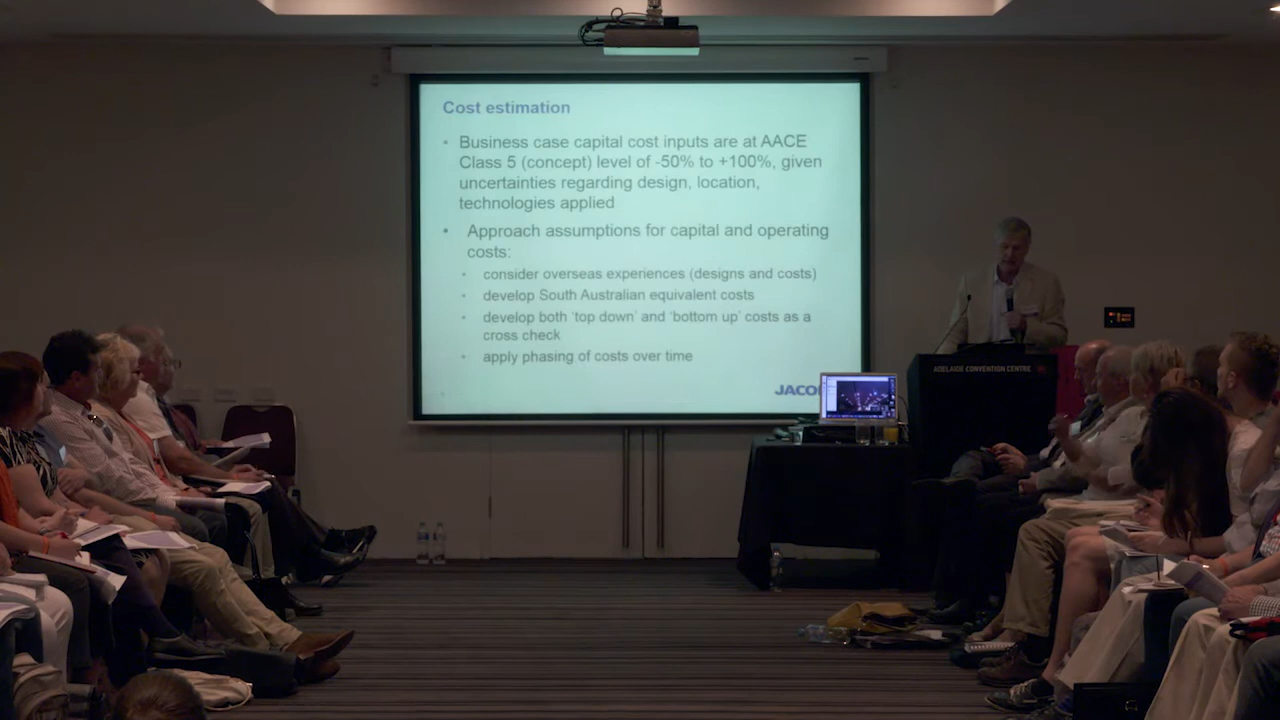 Cost estimation
• Business case capital cost inputs are at AACE
Class 5 (concept) level of -50% to +100%, given
uncertainties regarding design, location,
technologies applied
• Approach assumptions for capital and operating
costs:
• consider overseas experiences (designs and costs)
• develop South Australian equivalent costs
• develop both 'top down' and 'bottom up' costs as a
cross check
• apply phasing of costs over time
JACO
ADELAIDE CONVENTION CENTRE